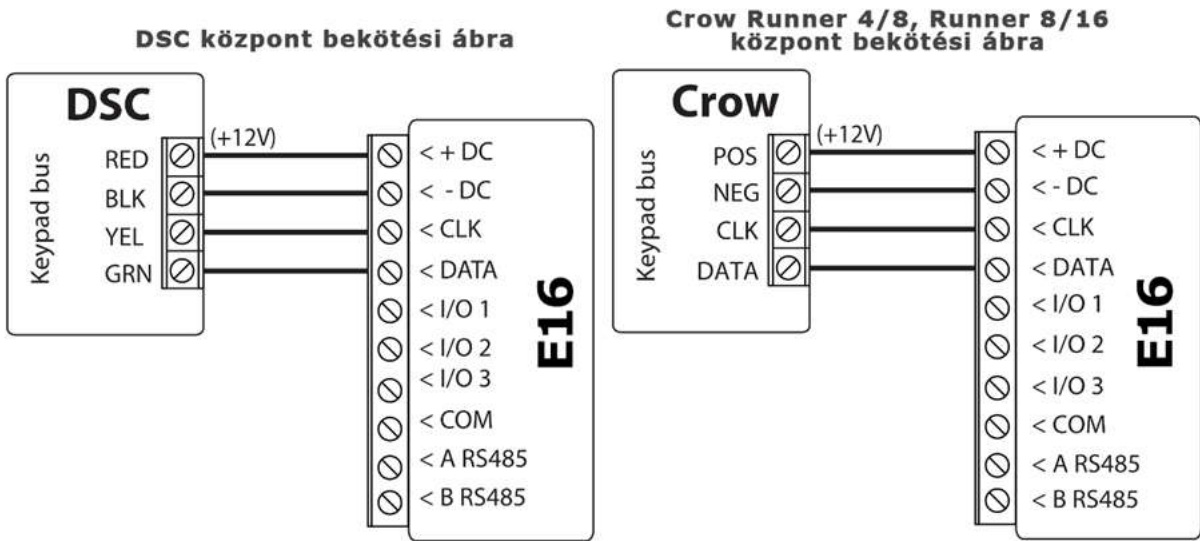 DSC központ bekötési ábra
DSC
Keypad bus
RED
BLK
YEL
GRN
(+12V)
< + DC
< - DC
< CLK
< DATA
< I/O 1
< I/O 2
< I/O 3
< COM
< A RS485
< B RS485
E16
Crow Runner 4/8, Runner 8/16
központ bekötési ábra
Crow
Keypad bus
POS
NEG
CLK
DATA
(+12V)
< + DC
< - DC
< CLK
< DATA
< I/O 1
< I/O 2
< I/O 3
< COM
< A RS485
< B RS485
E16